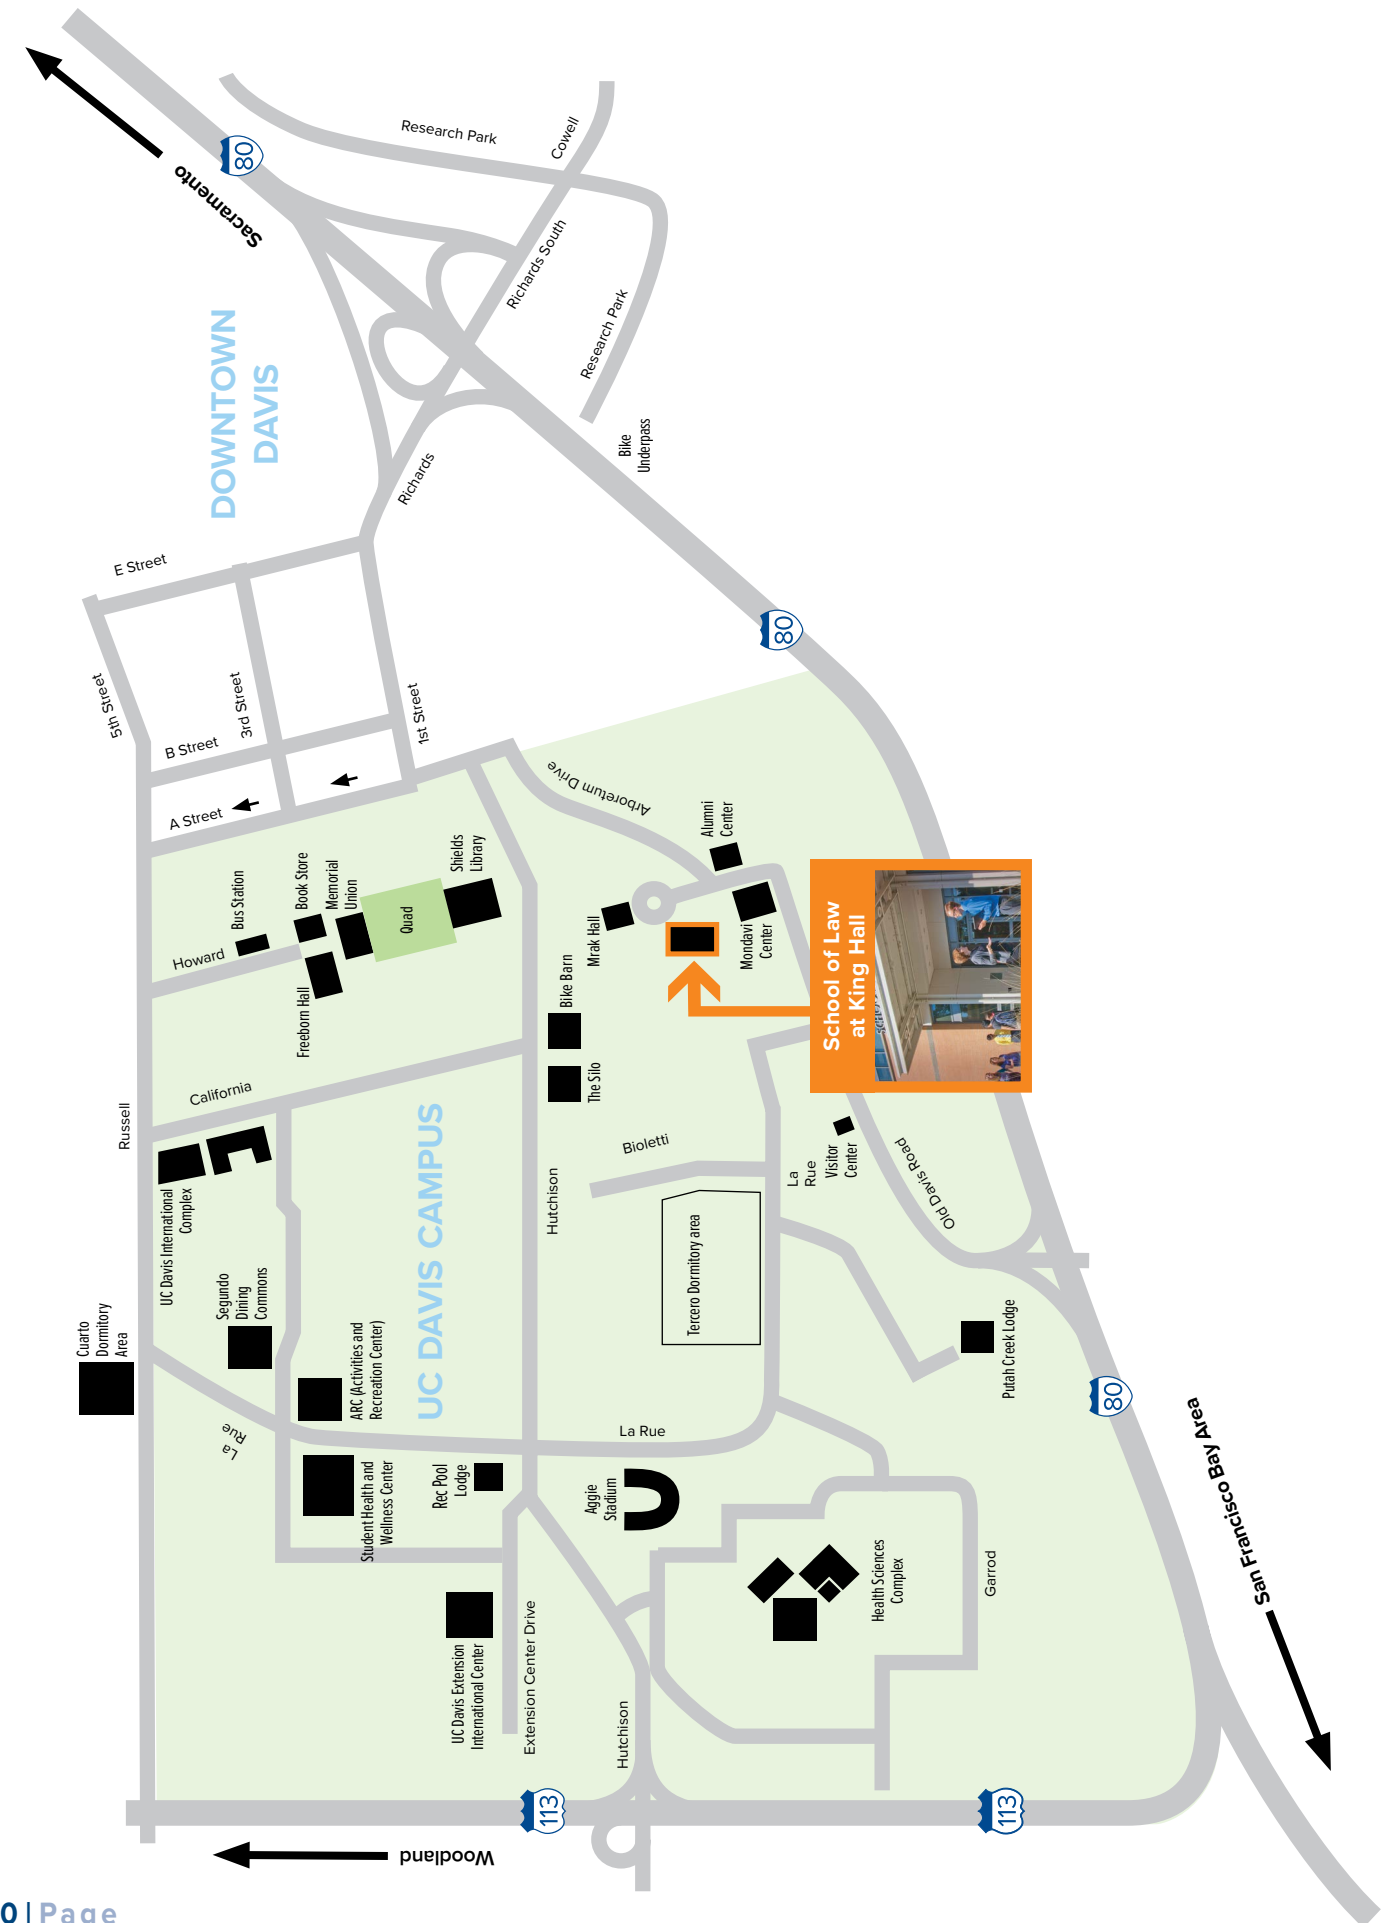 Sacramento
80
Research Park
Cowell
Richards South
Research Park
DOWNTOWN
DAVIS
Richards
Bike
Underpass
E Street
5th Street
3rd Street
B Street
1st Street
A Street
80
Arboretum Drive
Alumni
Center
Shields
Library
Bus Station
Book Store
Memorial
Union
Quad
Howard
Freeborn Hall
Mrak Hall
Mondavi
Center
Bike Barn
The Silo
School of Law
at King Hall
California
Russell
UC Davis International
Complex
Bioletti
La
Rue
Visitor
Center
Old Davis Road
Hutchison
UC DAVIS CAMPUS
Tercero Dormitory area
Segundo
Dining
Commons
Cuarto
Dormitory
Area
ARC (Activities and
Recreation Center)
Putah Creek Lodge
La
Rue
La Rue
Student Health and
Wellness Center
Rec Pool
Lodge
Aggie
Stadium
80
San Francisco Bay Area
Health Sciences
Complex
Garrod
UC Davis Extension
International Center
Extension Center Drive
Hutchison
113
113
Woodland
0 | Page